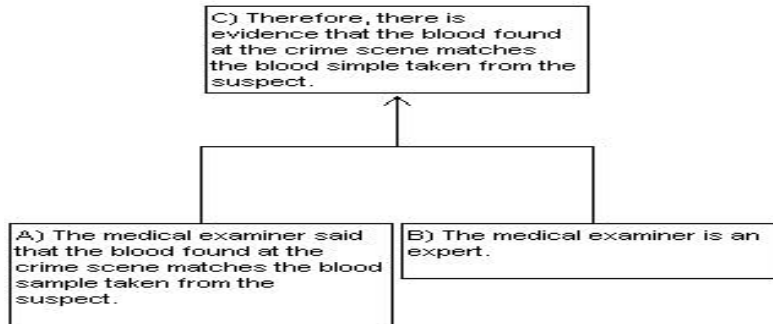 C) Therefore, there is
evidence that the blood found
at the crime scene matches
the blood simple taken from the
suspect.
A) The medical examiner said
that the blood found at the
crime scene matches the blood
sample taken from the
suspect.
B) The medical examiner is an
expert.